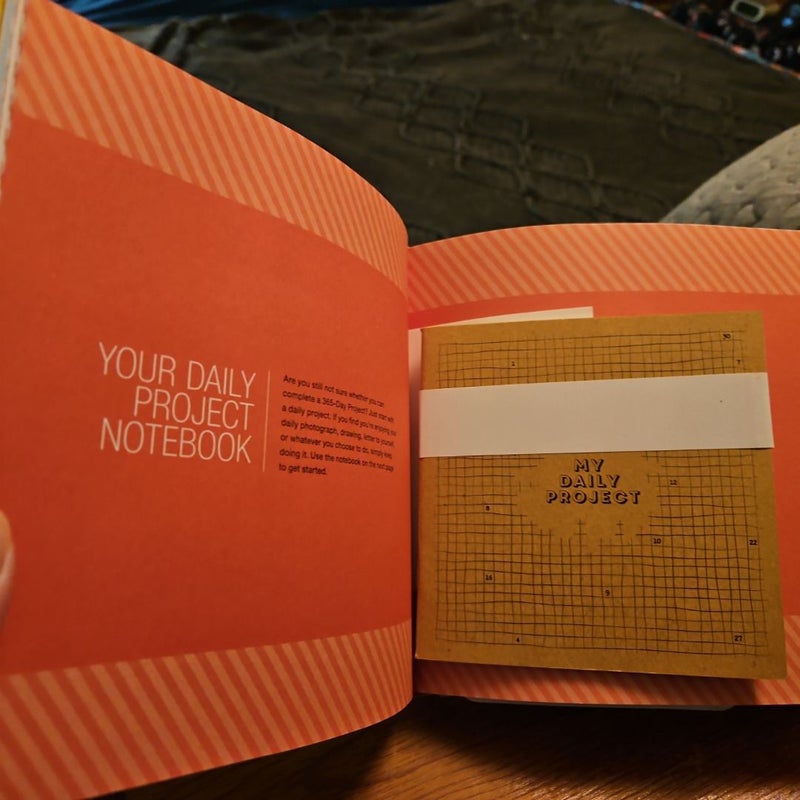 YOUR DAILY
PROJECT
NOTEBOOK
Are you still not sure whether you can
complete a 365-Day Project? Just start with
a daily project. If you find you're enjoying your
daily photograph, drawing, letter to yourself,
or whatever you choose to do, simply keep
doing it. Use the notebook on the next page
to get started.
30
1
7
MY
DAILY
PROJECT
12
8
10
22
16
9
4
27